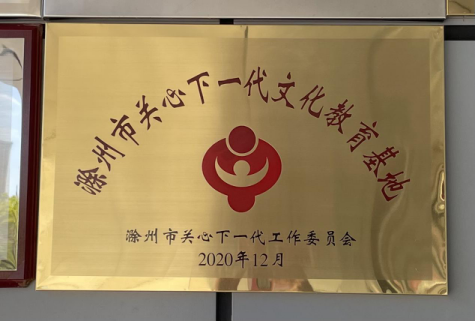 滁州市关心下一代文化教育基地
滁州市关心下一代工作委员会
2020年12月